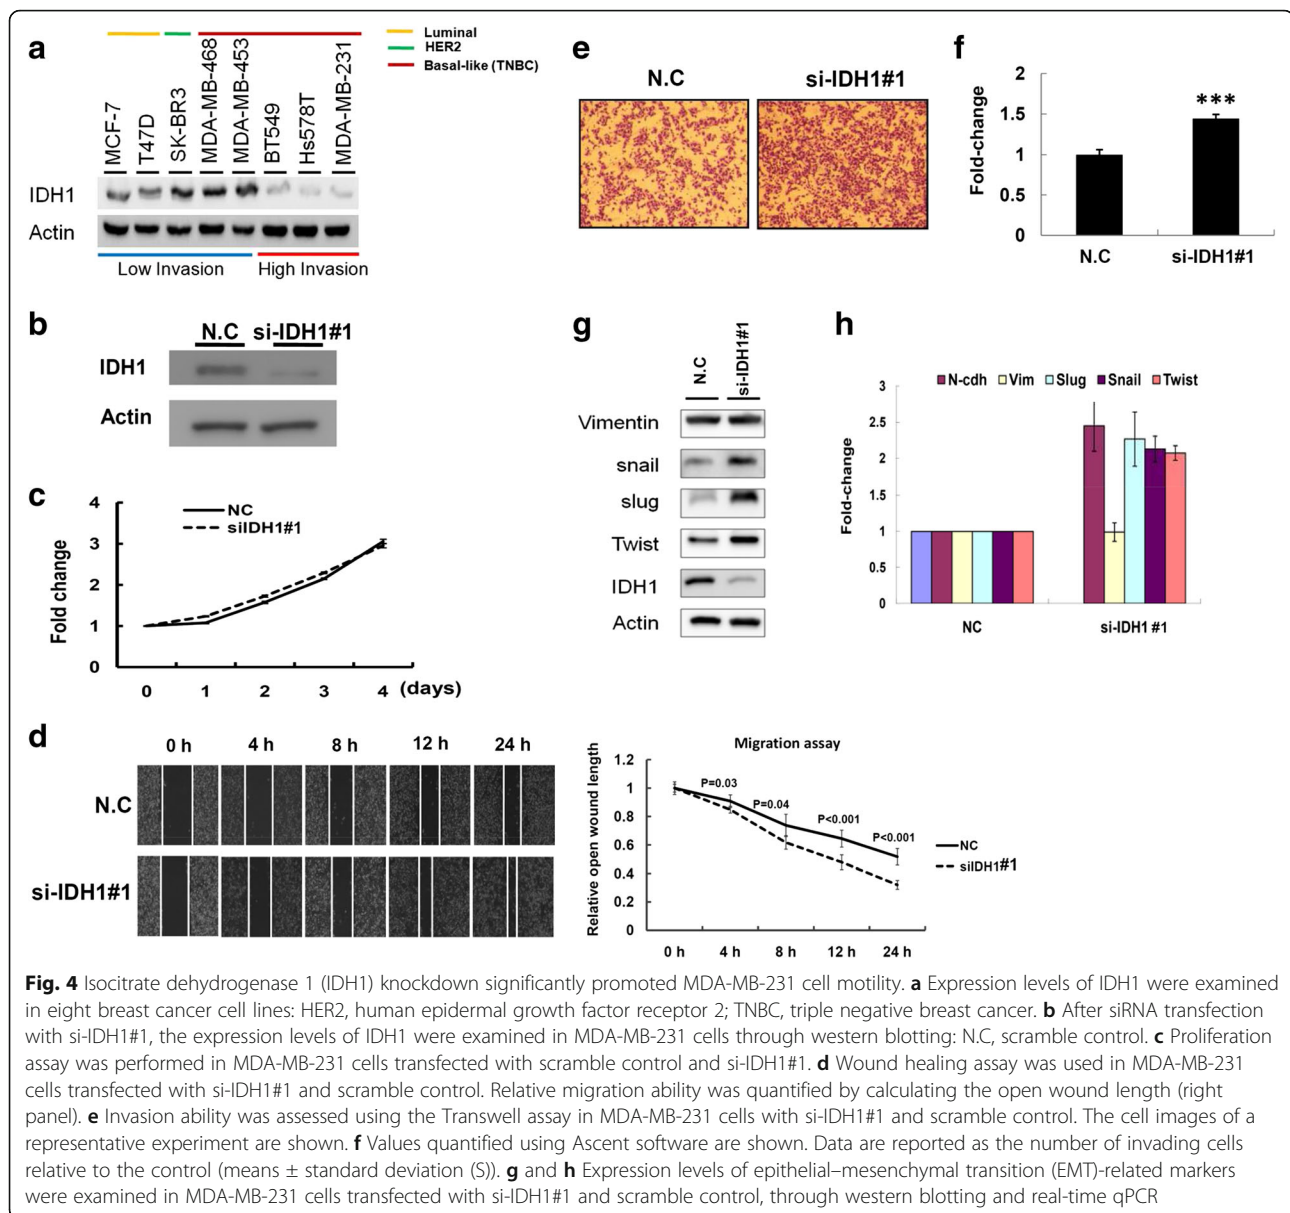 a
Luminal
HER2
Basal-like (TNBC)
MCF-7
T47D
SK-BR3
MDA-MB-468
MDA-MB-453
BT549
Hs578T
MDA-MB-231
IDH1
Actin
Low Invasion
High Invasion
b
N.C
si-IDH1#1
IDH1
Actin
c
4
3
2
1
0
Fold change
NC
siIDH1#1
0 1 2 3 4 (days)
d
0 h 4 h 8 h 12 h 24 h
N.C
si-IDH1#1
Migration assay
Relative open wound length
1.2
1
0.8
0.6
0.4
0.2
0
P=0.03
P=0.04
P<0.001
P<0.001
NC
siIDH1#1
0 h 4 h 8 h 12 h 24 h
e
N.C
si-IDH1#1
f
Fold-change
2
1.5
1
0.5
0
***
N.C
si-IDH1#1
g
N.C
si-IDH1#1
Vimentin
snail
slug
Twist
IDH1
Actin
h
N-cdh Vim Slug Snail Twist
Fold-change
3
2.5
2
1.5
1
0.5
0
NC
si-IDH1 #1
Fig. 4 Isocitrate dehydrogenase 1 (IDH1) knockdown significantly promoted MDA-MB-231 cell motility. a Expression levels of IDH1 were examined
in eight breast cancer cell lines: HER2, human epidermal growth factor receptor 2; TNBC, triple negative breast cancer. b After siRNA transfection
with si-IDH1#1, the expression levels of IDH1 were examined in MDA-MB-231 cells through western blotting: N.C, scramble control. c Proliferation
assay was performed in MDA-MB-231 cells transfected with scramble control and si-IDH1#1. d Wound healing assay was used in MDA-MB-231
cells transfected with si-IDH1#1 and scramble control. Relative migration ability was quantified by calculating the open wound length (right
panel). e Invasion ability was assessed using the Transwell assay in MDA-MB-231 cells with si-IDH1#1 and scramble control. The cell images of a
representative experiment are shown. f Values quantified using Ascent software are shown. Data are reported as the number of invading cells
relative to the control (means ± standard deviation (S)). g and h Expression levels of epithelial–mesenchymal transition (EMT)-related markers
were examined in MDA-MB-231 cells transfected with si-IDH1#1 and scramble control, through western blotting and real-time qPCR